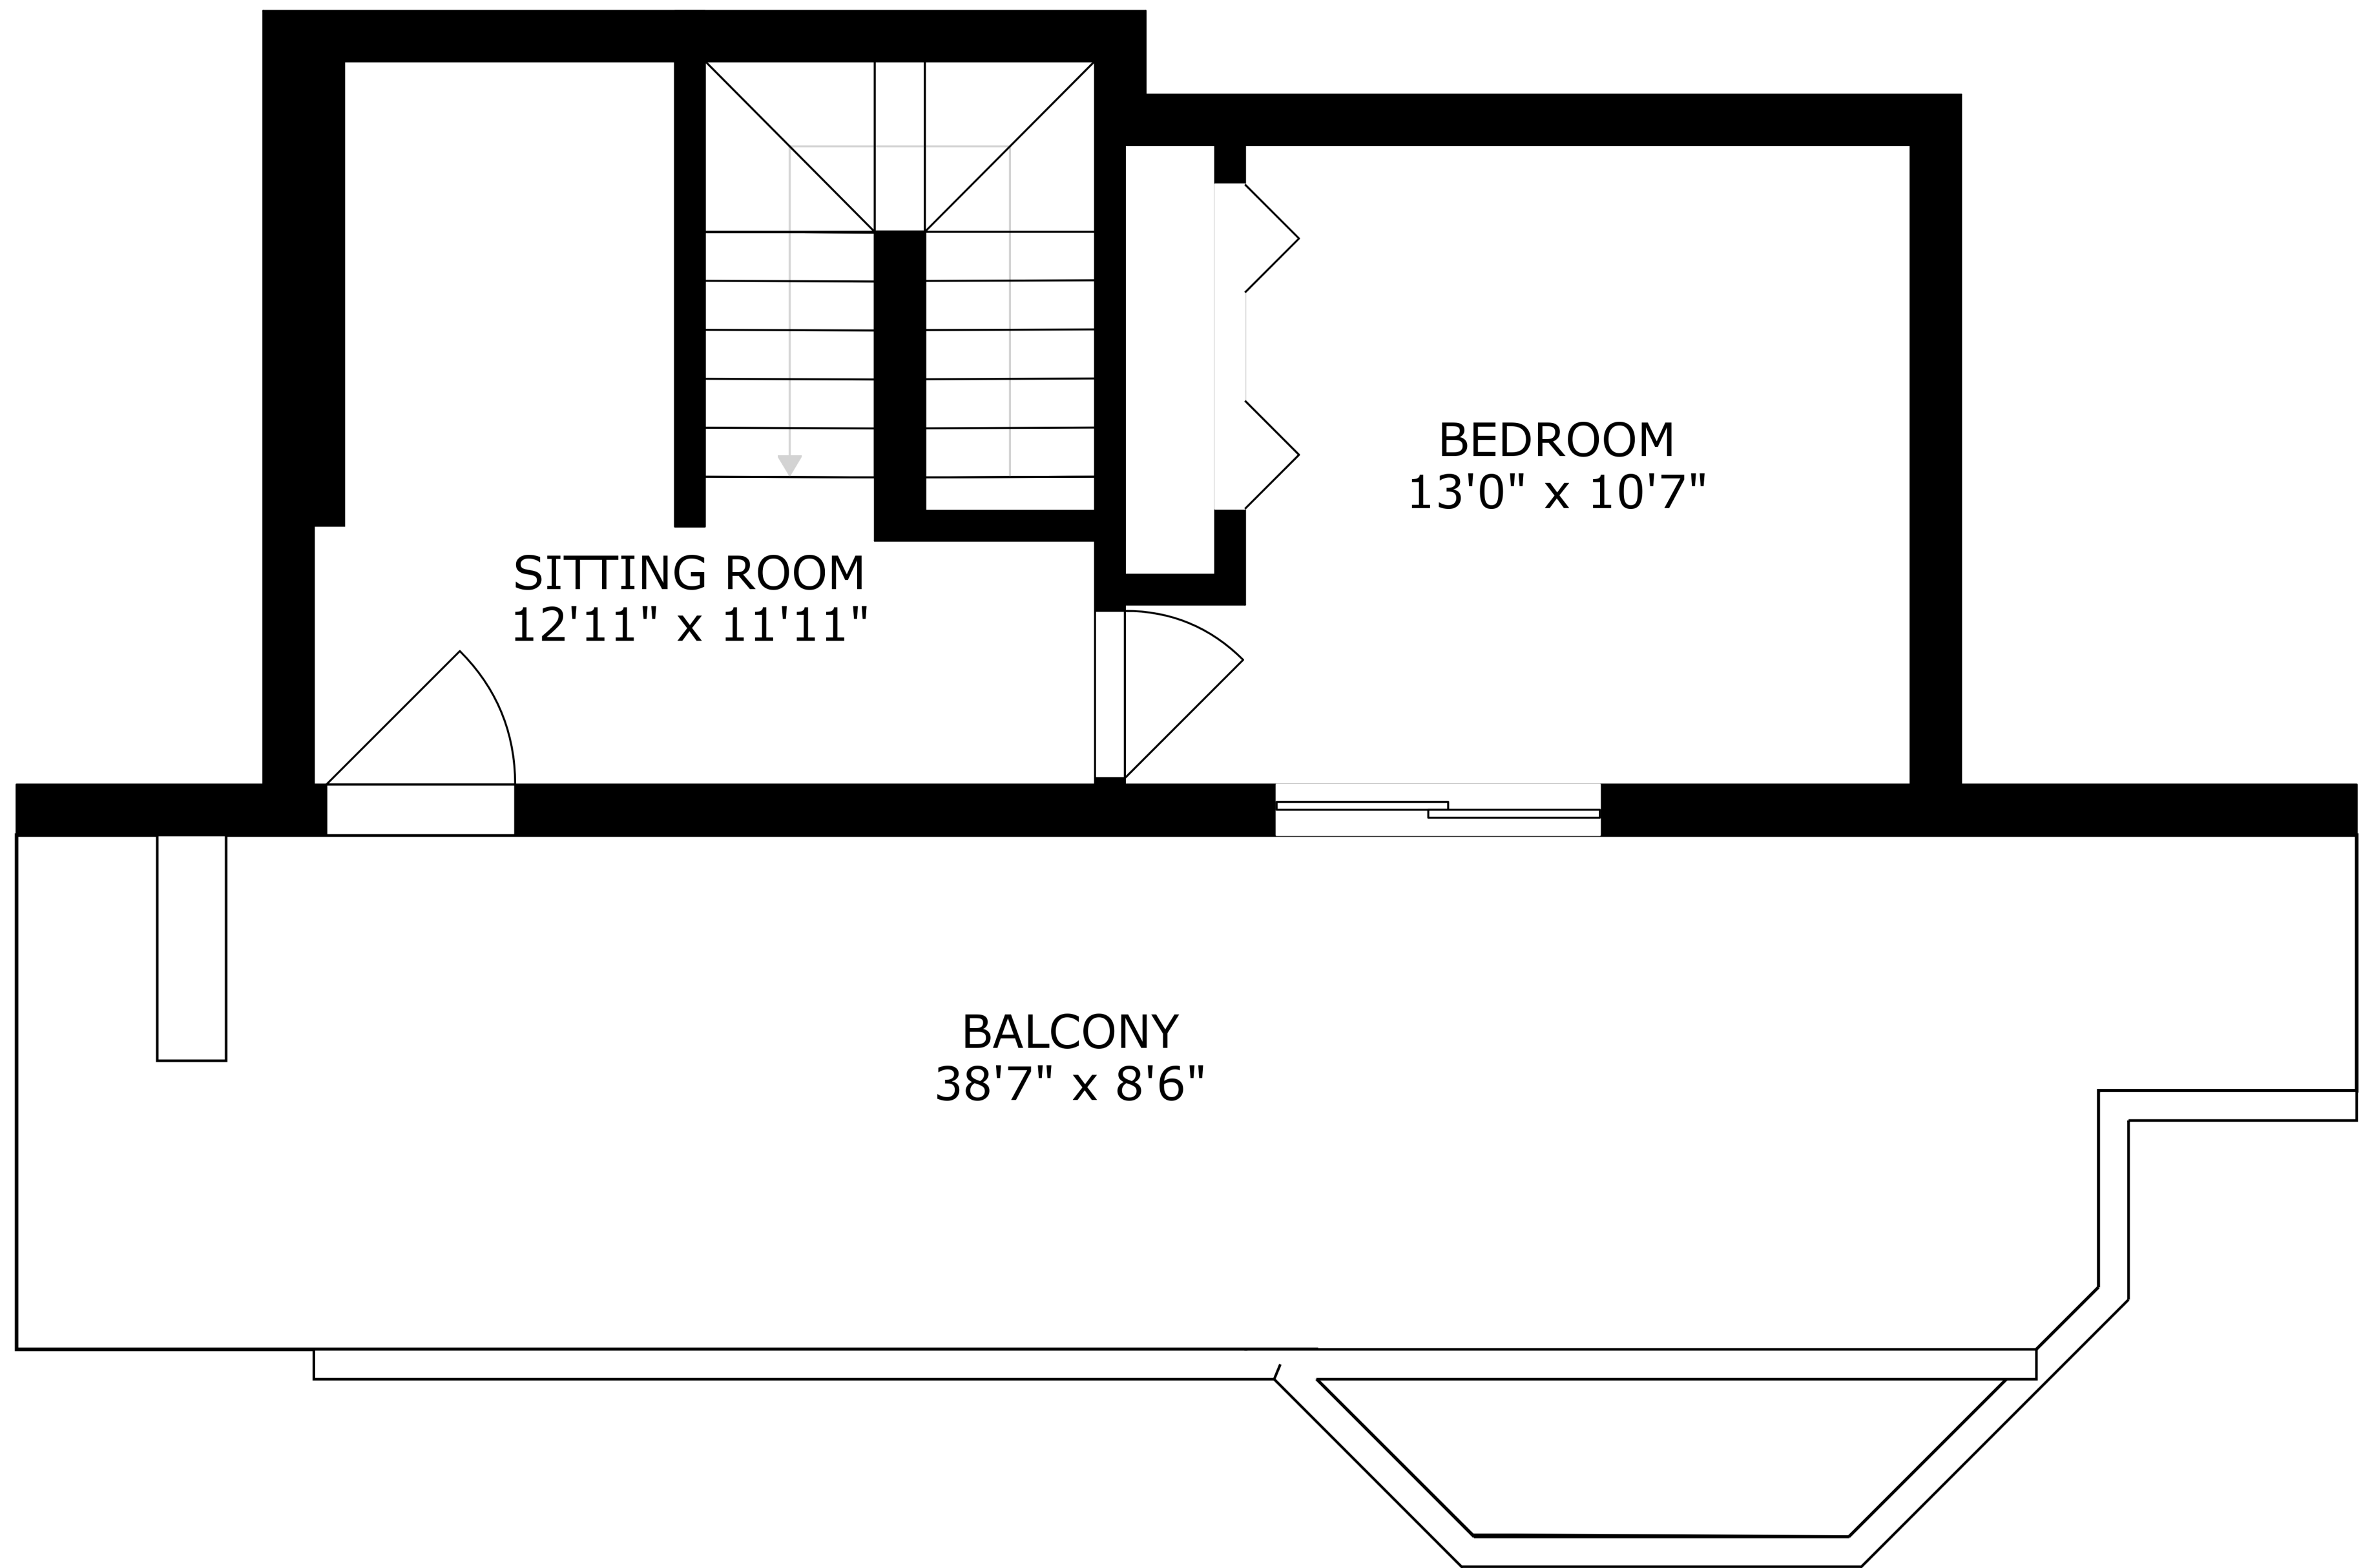 BEDROOM
13'0" x 10'7"
SITTING ROOM
12'11" x 11'11"
BALCONY
38'7" x 8'6"